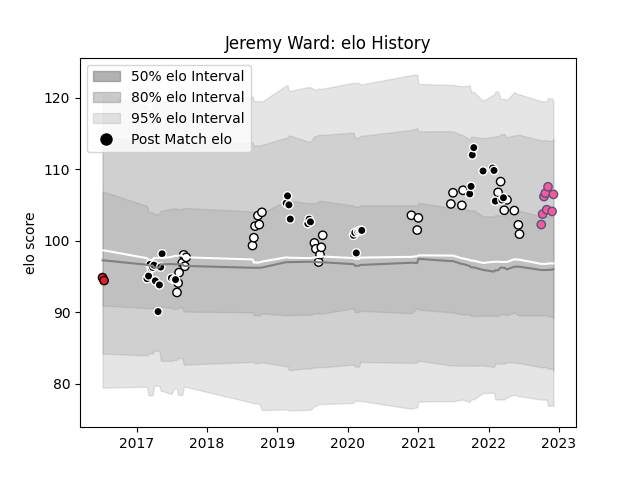 Jeremy Ward: elo History
50% elo Interval
80% elo Interval
95% elo Interval
Post Match elo
elo score
120
110
100
90
80
2017 2018 2019 2020 2021 2022 2023